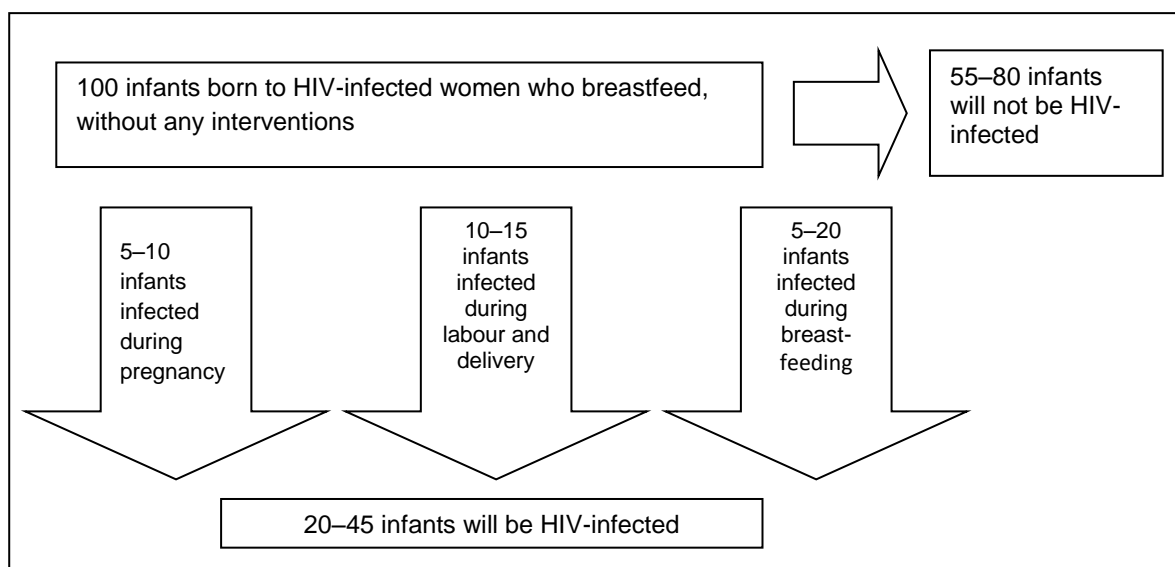 100 infants born to HIV-infected women who breastfeed,
without any interventions
55–80 infants
will not be HIV-
infected
5–10
infants
infected
during
pregnancy
10–15
infants
infected
during
labour and
delivery
5–20
infants
infected
during
breast-
feeding
20–45 infants will be HIV-infected